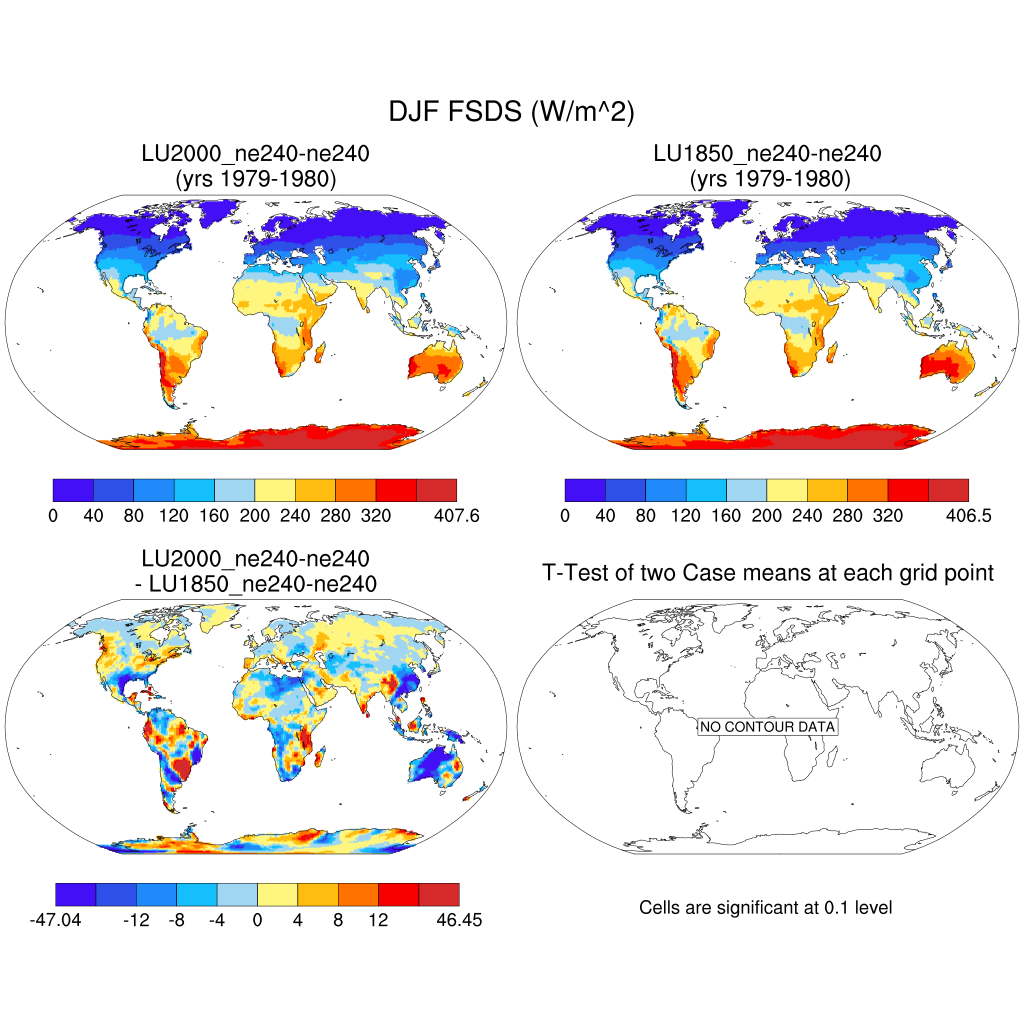 DJF FSDS (W/m^2)
LU2000_ne240-ne240
(yrs 1979-1980)
LU1850_ne240-ne240
(yrs 1979-1980)
0 40 80 120 160 200 240 280 320 407.6
0 40 80 120 160 200 240 280 320 406.5
LU2000_ne240-ne240
- LU1850_ne240-ne240
T-Test of two Case means at each grid point
NO CONTOUR DATA
-47.04 -12 -8 -4 0 4 8 12 46.45
Cells are significant at 0.1 level